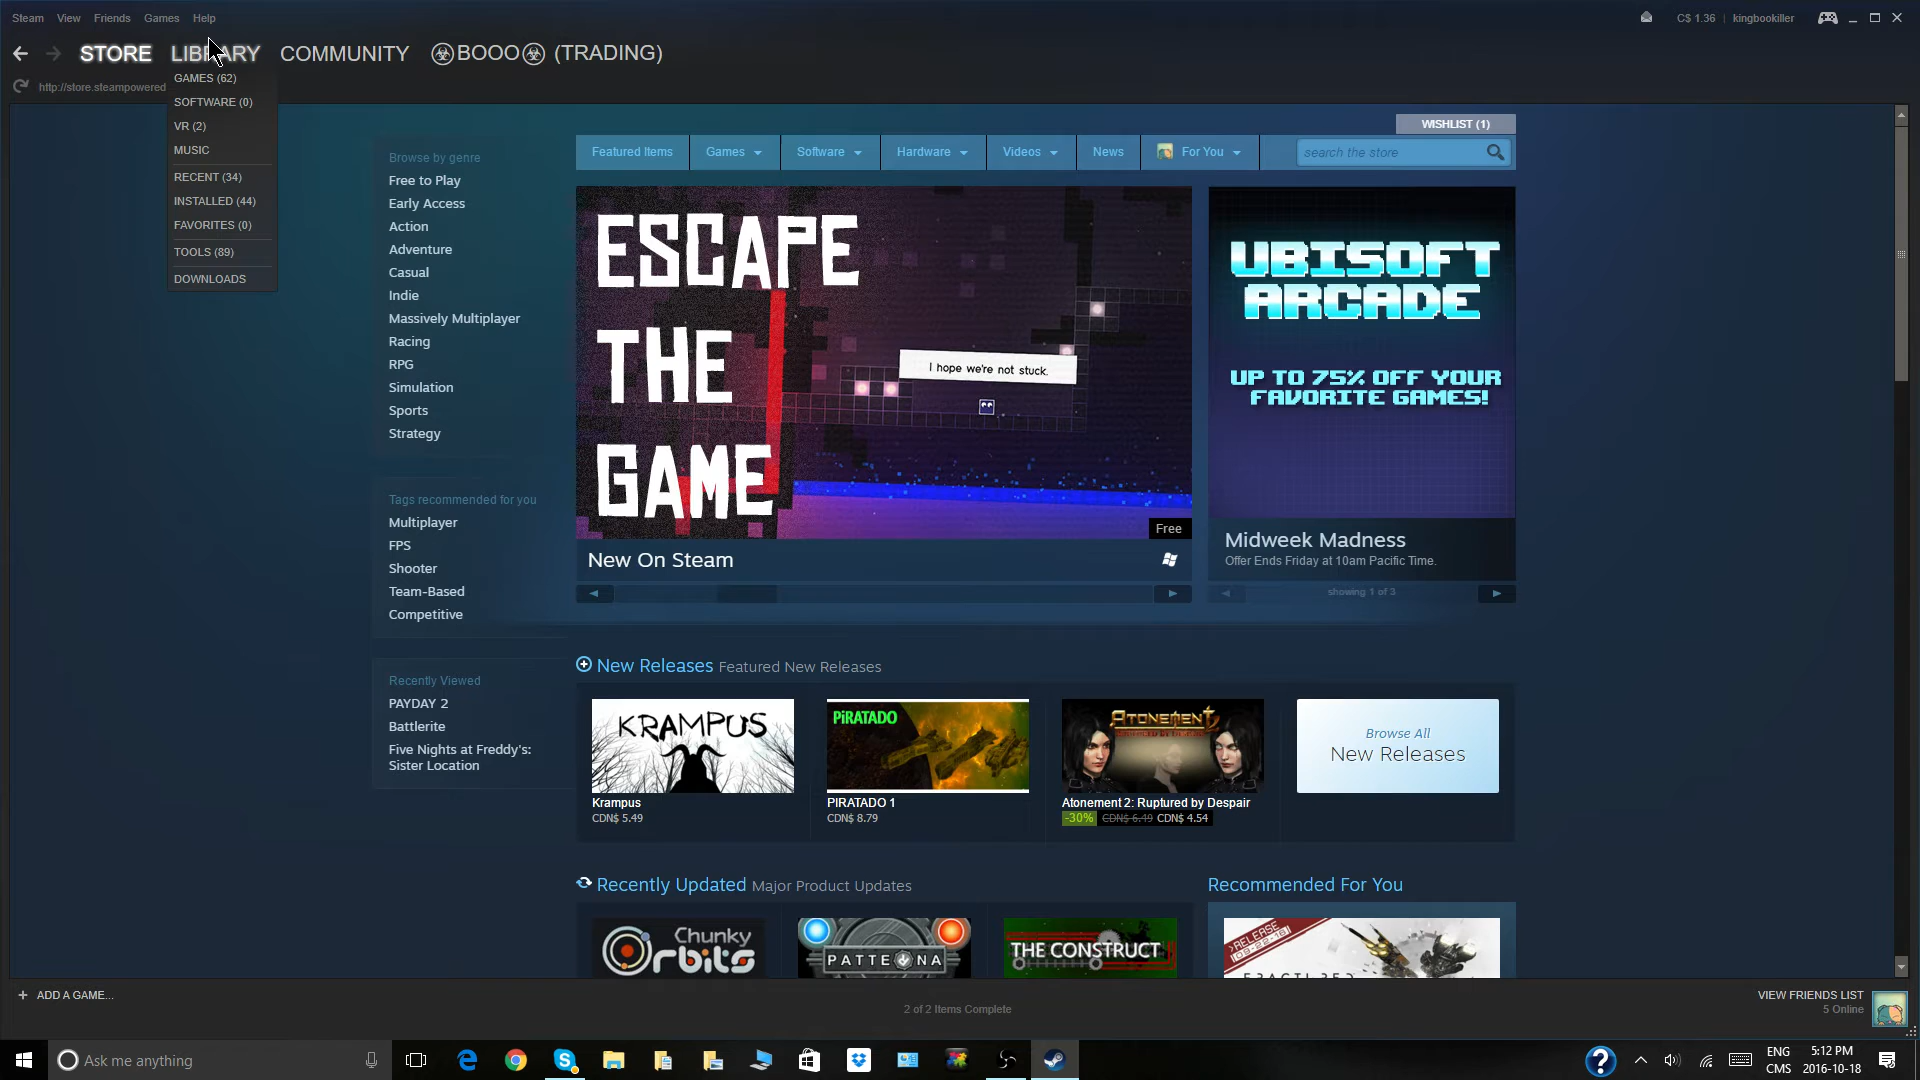 Steam View Friends Games Help
C$ 1.36 kingbookiller
STORE LIBRARY COMMUNITY ☣BOOO☣ (TRADING)
http://store.steampowered
GAMES (62)
SOFTWARE (0)
VR (2)
MUSIC
RECENT (34)
INSTALLED (44)
FAVORITES (0)
TOOLS (89)
DOWNLOADS
WISHLIST (1)
Featured Items Games Software Hardware Videos News For You search the store
Browse by genre
Free to Play
Early Access
Action
Adventure
Casual
Indie
Massively Multiplayer
Racing
RPG
Simulation
Sports
Strategy
Tags recommended for you
Multiplayer
FPS
Shooter
Team-Based
Competitive
Recently Viewed
PAYDAY 2
Battlerite
Five Nights at Freddy's:
Sister Location
ESCAPE
THE
GAME
I hope we're not stuck.
Free
New On Steam
UBISOFT
ARCADE
UP TO 75% OFF YOUR
FAVORITE GAMES!
Midweek Madness
Offer Ends Friday at 10am Pacific Time.
showing 1 of 3
New Releases Featured New Releases
KRAMPUS
Krampus
CDN$ 5.49
PiRATADO
PIRATADO 1
CDN$ 8.79
ATONEMENT
Atonement 2: Ruptured by Despair
-30% CDN$ 6.49 CDN$ 4.54
Browse All
New Releases
Recently Updated Major Product Updates
Recommended For You
Chunky
Orbits
PATTERNA
THE CONSTRUCT
RELEASE
+ ADD A GAME...
2 of 2 Items Complete
VIEW FRIENDS LIST
5 Online
Ask me anything
ENG
CMS
5:12 PM
2016-10-18